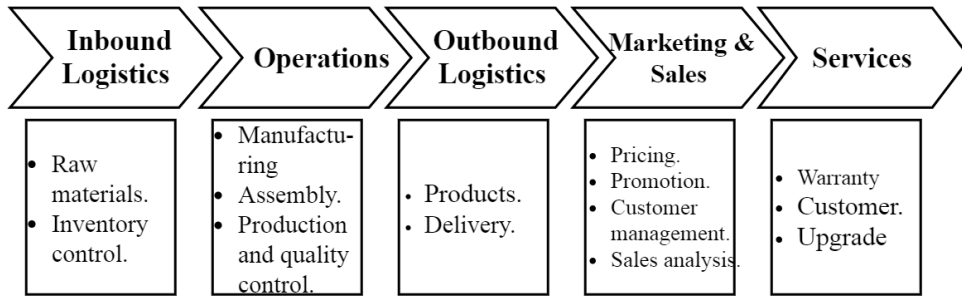 Inbound
Logistics
Operations
Outbound
Logistics
Marketing &
Sales
Services
• Raw
materials.
• Inventory
control.
• Manufactu-
ring
• Assembly.
• Production
and quality
control.
• Products.
• Delivery.
• Pricing.
• Promotion.
• Customer
management.
• Sales analysis.
• Warranty
• Customer.
• Upgrade